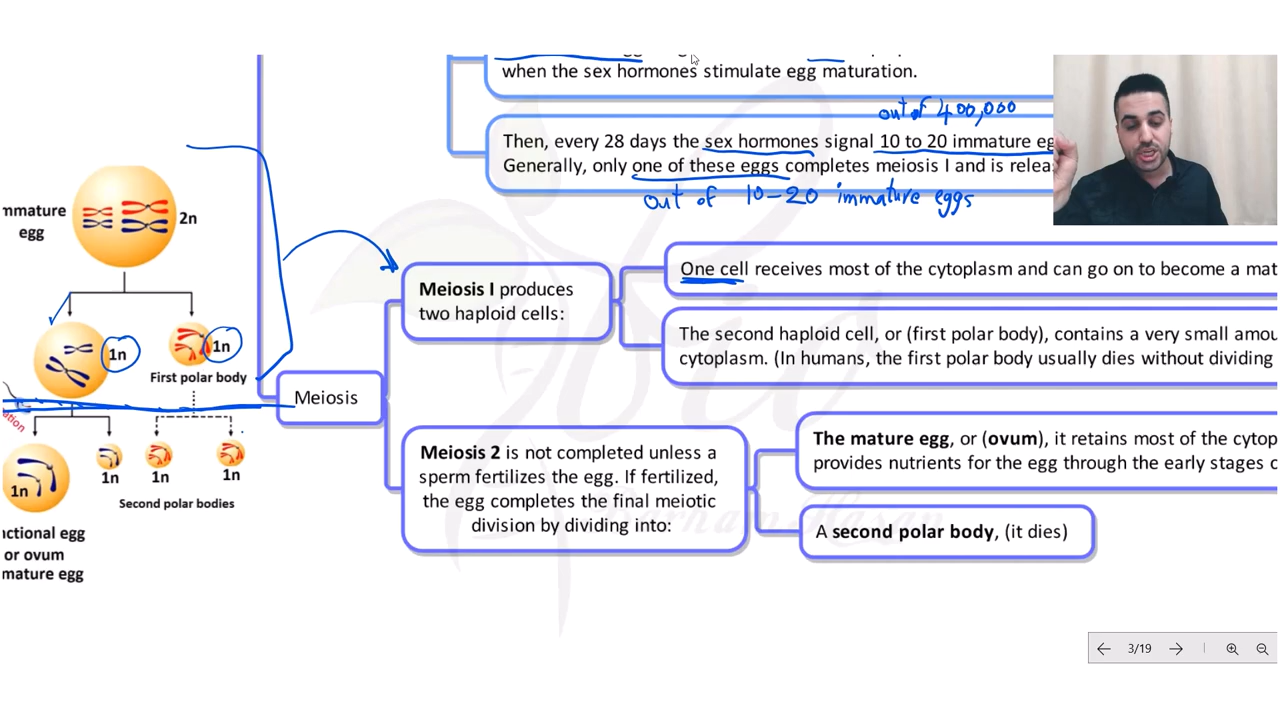 when the sex hormones stimulate egg maturation.
out of 400,000
Then, every 28 days the sex hormones signal 10 to 20 immature
Generally, only one of these eggs completes meiosis I and is
out of 10-20 immature eggs
egg
2n
Meiosis I produces
two haploid cells:
One cell receives most of the cytoplasm and can go on to become a
The second haploid cell, or (first polar body), contains a very small
cytoplasm. (In humans, the first polar body usually dies without dividing
1n
1n
First polar body
Meiosis
Meiosis 2 is not completed unless a
sperm fertilizes the egg. If fertilized,
the egg completes the final meiotic
division by dividing into:
The mature egg, or (ovum), it retains most of the
provides nutrients for the egg through the early stages
A second polar body, (it dies)
1n
1n
1n
1n
Second polar bodies
egg
or ovum
mature egg
3/19